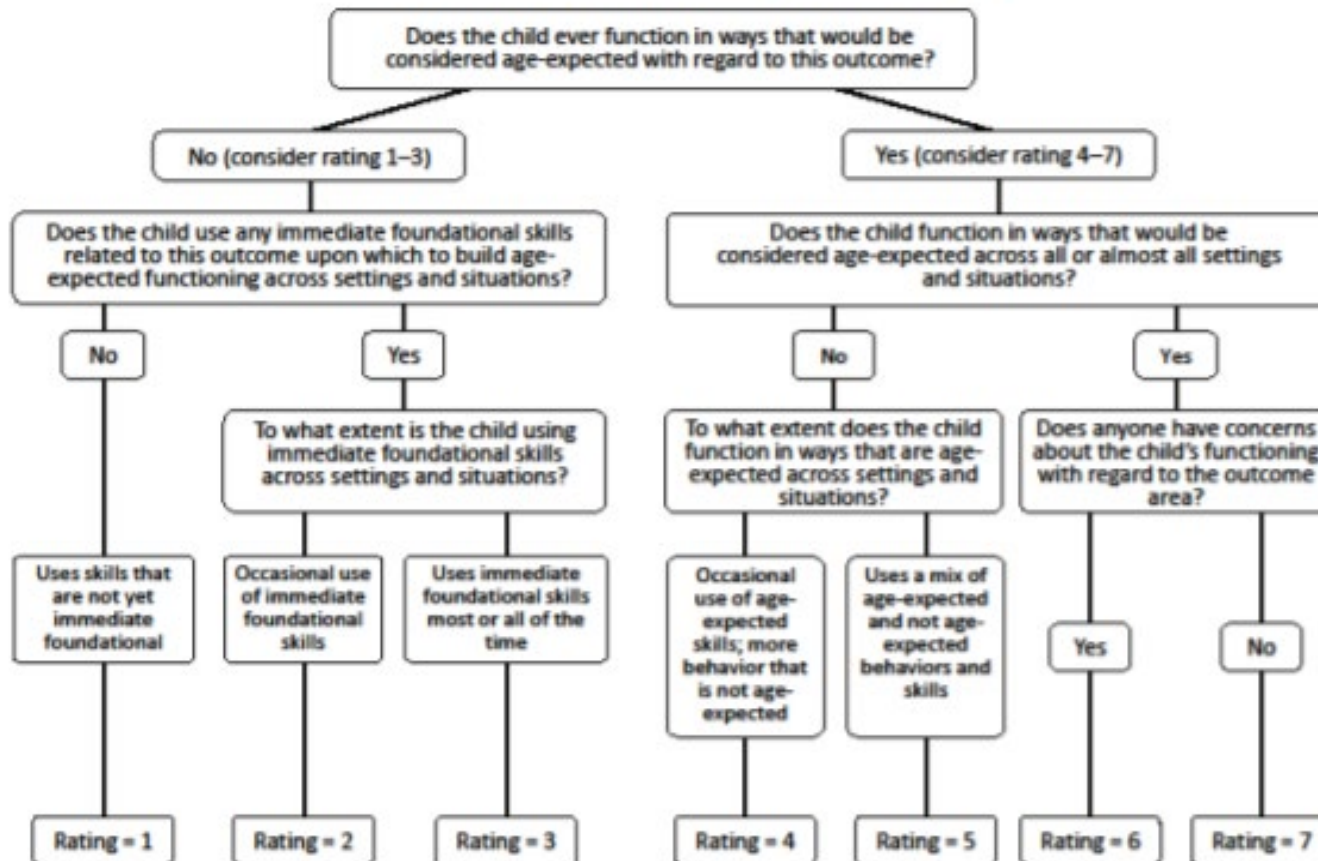 Does the child ever function in ways that would be
considered age-expected with regard to this outcome?
No (consider rating 1–3)
Yes (consider rating 4–7)
Does the child use any immediate foundational skills
related to this outcome upon which to build age-
expected functioning across settings and situations?
Does the child function in ways that would be
considered age-expected across all or almost all settings
and situations?
No
Yes
No
Yes
To what extent is the child using
immediate foundational skills
across settings and situations?
To what extent does the child
function in ways that are age-
expected across settings and
situations?
Does anyone have concerns
about the child's functioning
with regard to the outcome
area?
Uses skills that
are not yet
immediate
foundational
Occasional use
of immediate
foundational
skills
Uses immediate
foundational skills
most or all of the
time
Occasional
use of age-
expected
skills; more
behavior that
is not age-
expected
Uses a mix of
age-expected
and not age-
expected
behaviors and
skills
Yes
No
Rating = 1
Rating = 2
Rating = 3
Rating = 4
Rating = 5
Rating = 6
Rating = 7